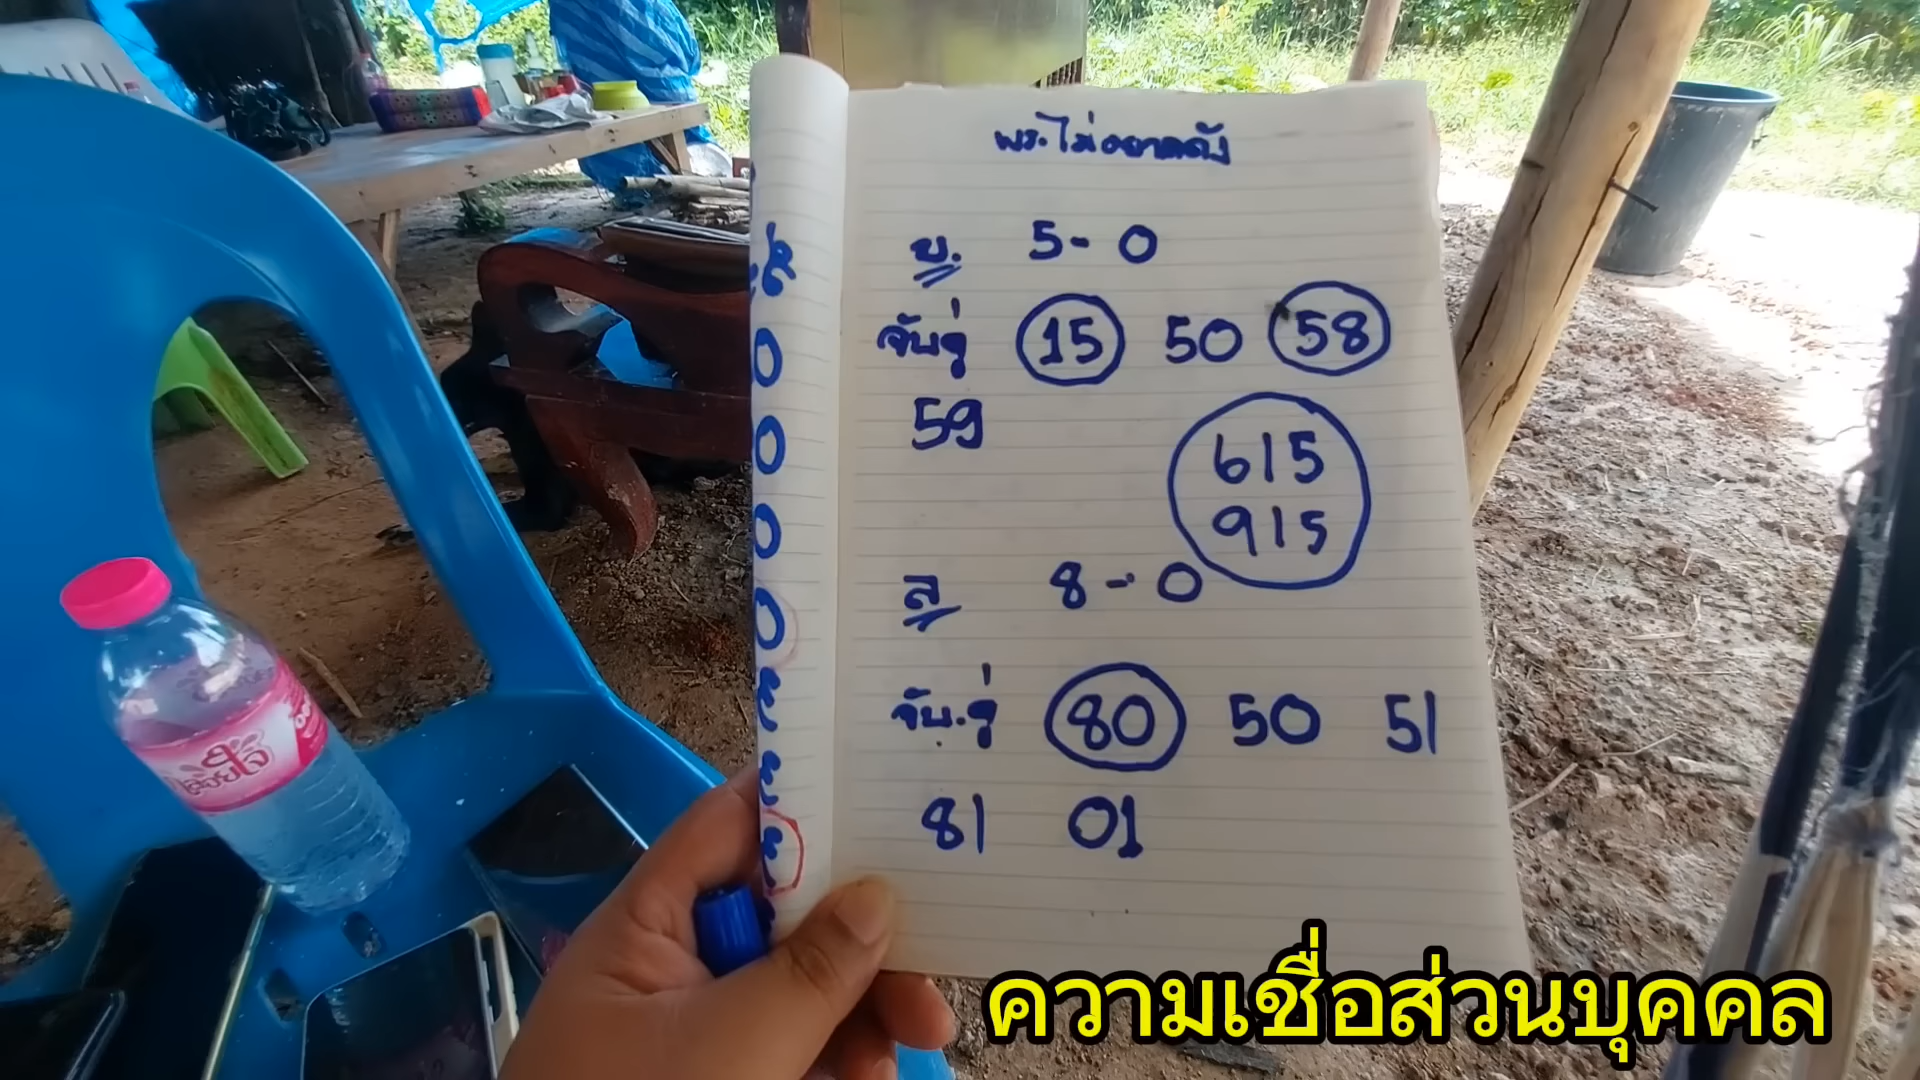 พระไม่อยากดัง
บ. 5-0
จับคู่ 15 50 58
59
615
915
ล 8-0
จับคู่ 80 50 51
81 01
ความเชื่อส่วนบุคคล